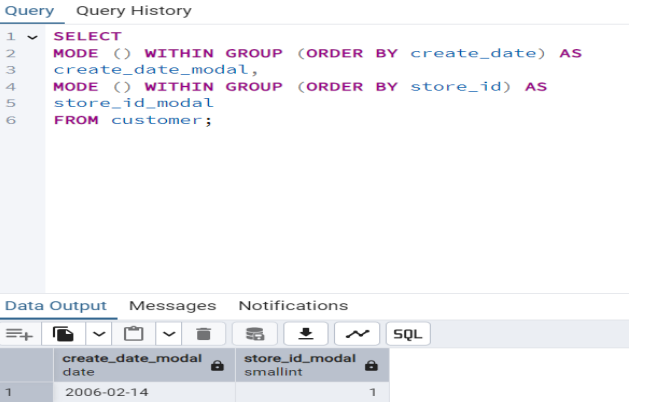 Query Query History
1 SELECT
2 MODE () WITHIN GROUP (ORDER BY create_date) AS
3 create_date_modal,
4 MODE () WITHIN GROUP (ORDER BY store_id) AS
5 store_id_modal
6 FROM customer;
Data Output Messages Notifications
SQL
create_date_modal store_id_modal
date smallint
1 2006-02-14 1